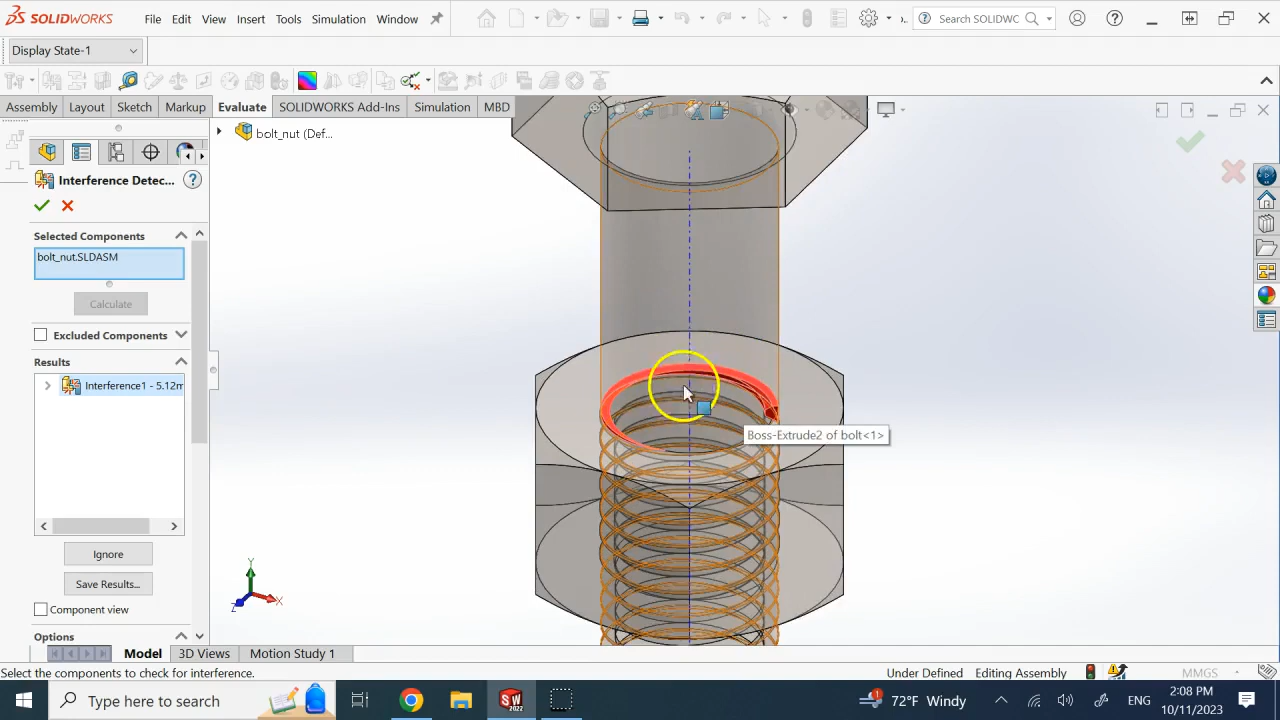 SOLIDWORKS File Edit View Insert Tools Simulation Window Search SOLIDWC
Display State-1
Assembly Layout Sketch Markup Evaluate SOLIDWORKS Add-Ins Simulation MBD
bolt_nut (Def...
Interference Detec...
Selected Components
bolt_nut.SLDASM
Calculate
Excluded Components
Results
Interference1 - 5.12m
Boss-Extrude2 of bolt<1>
Ignore
Save Results...
Component view
Options
Y
X
Z
Model 3D Views Motion Study 1
Select the components to check for interference. Under Defined Editing Assembly MMGS
Type here to search
SW
2022
1
72°F Windy
ENG
2:08 PM
10/11/2023